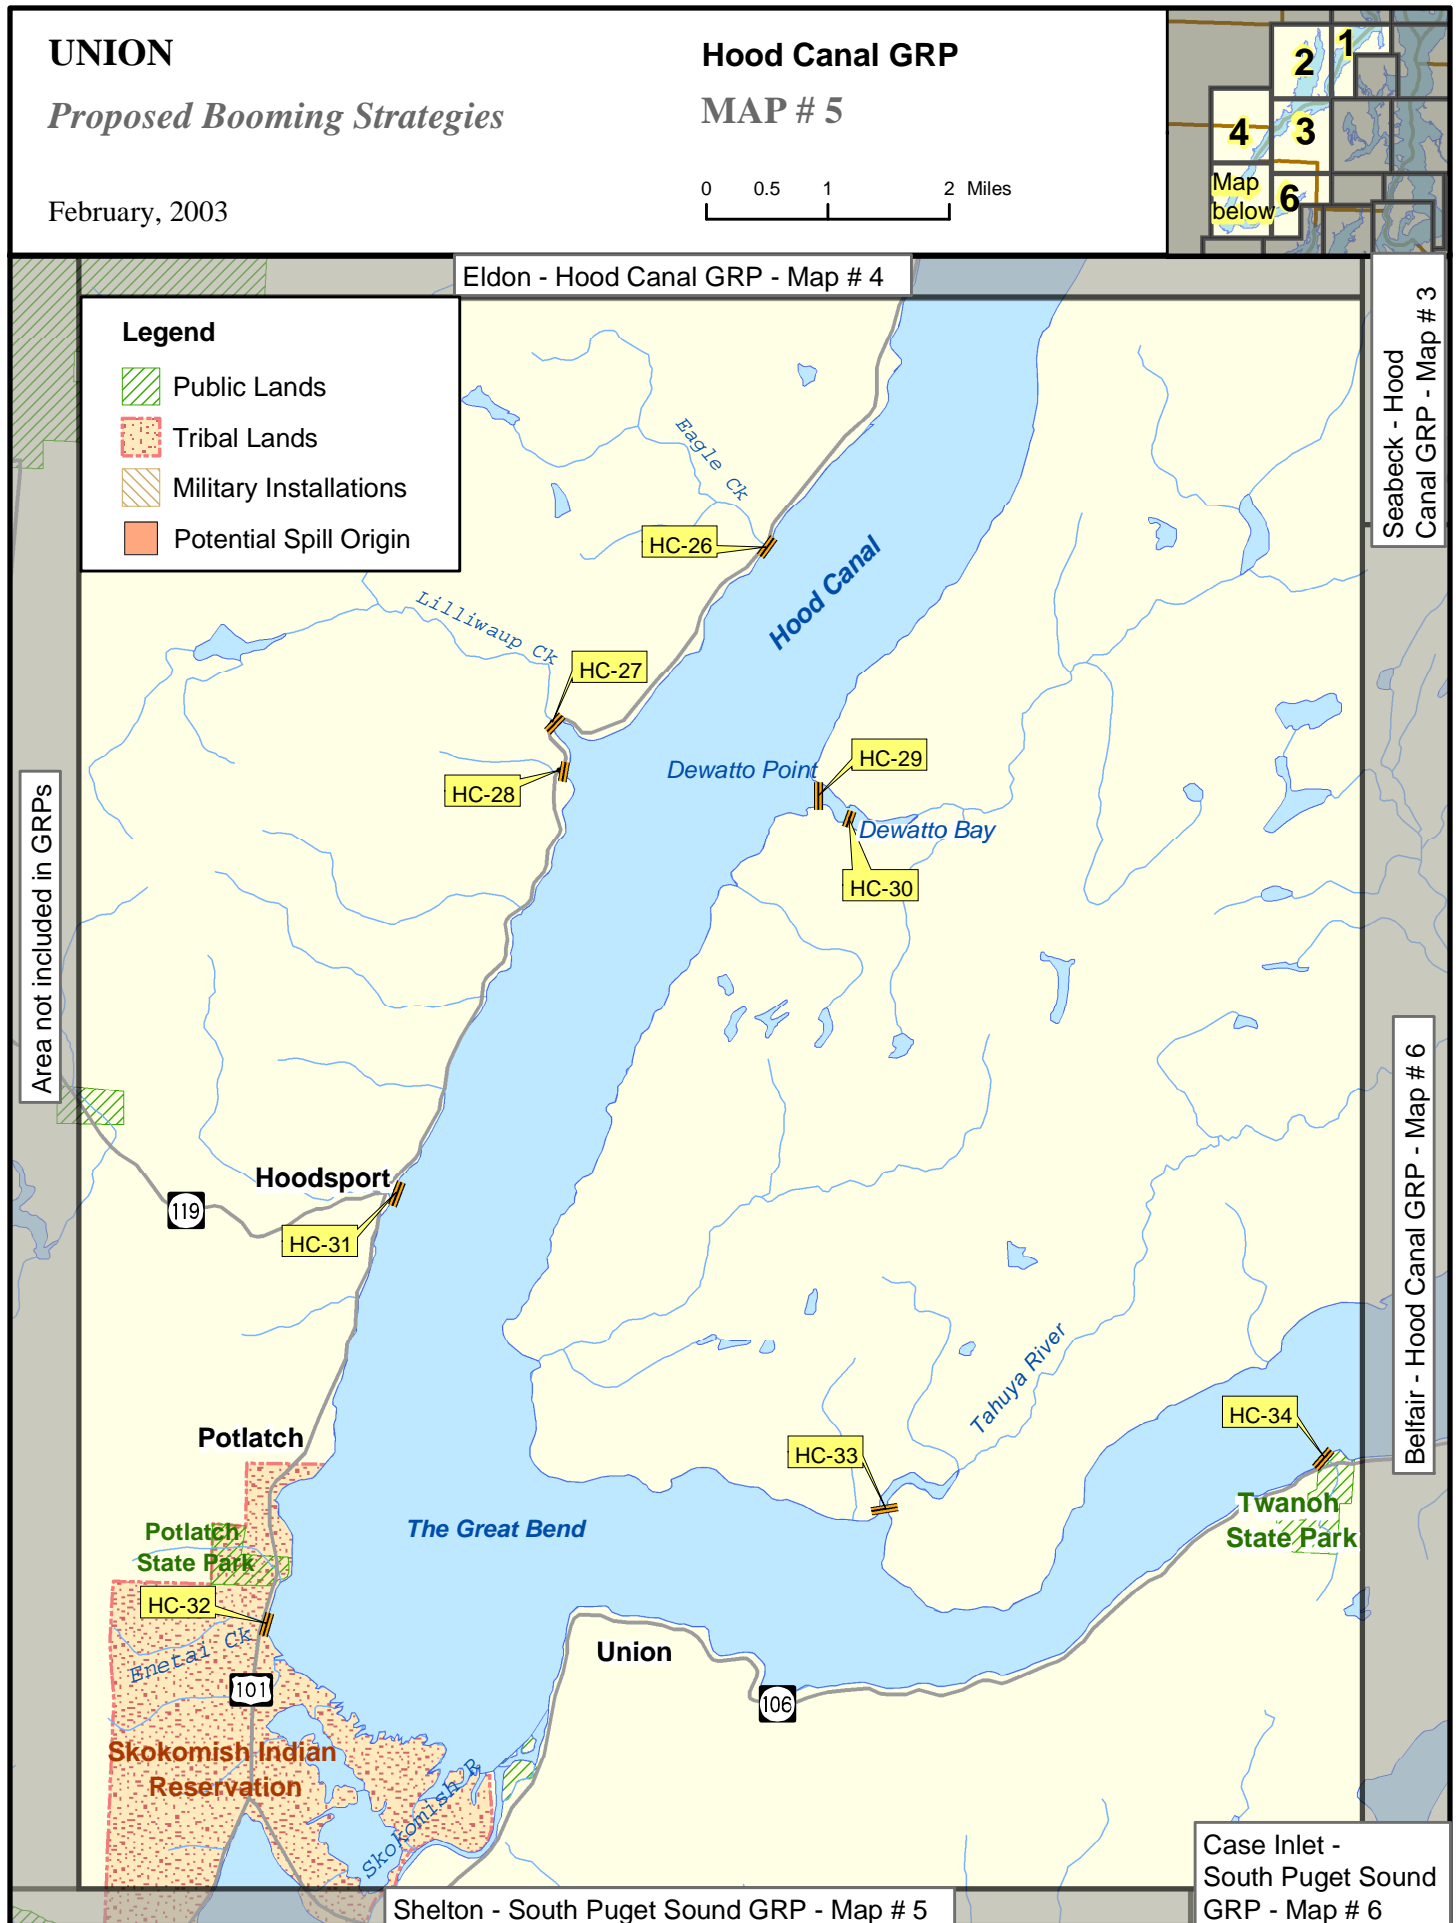 UNION
Hood Canal GRP
Proposed Booming Strategies
MAP # 5
February, 2003
0 0.5 1 2 Miles
1
2
4
3
Map
below
6
Eldon - Hood Canal GRP - Map # 4
Seabeck - Hood
Canal GRP - Map # 3
Legend
Public Lands
Tribal Lands
Military Installations
Potential Spill Origin
Eagle Ck
HC-26
Hood Canal
Lilliwaup Ck
HC-27
HC-28
Dewatto Point
HC-29
Dewatto Bay
HC-30
Area not included in GRPs
Belfair - Hood Canal GRP - Map # 6
Hoodsport
119
HC-31
Tahuya River
Potlatch
HC-33
HC-34
Twanoh
State Park
The Great Bend
Potlatch
State Park
HC-32
Enetai Ck
101
Union
106
Skokomish Indian
Reservation
Skokomish R
Case Inlet -
South Puget Sound
GRP - Map # 6
Shelton - South Puget Sound GRP - Map # 5